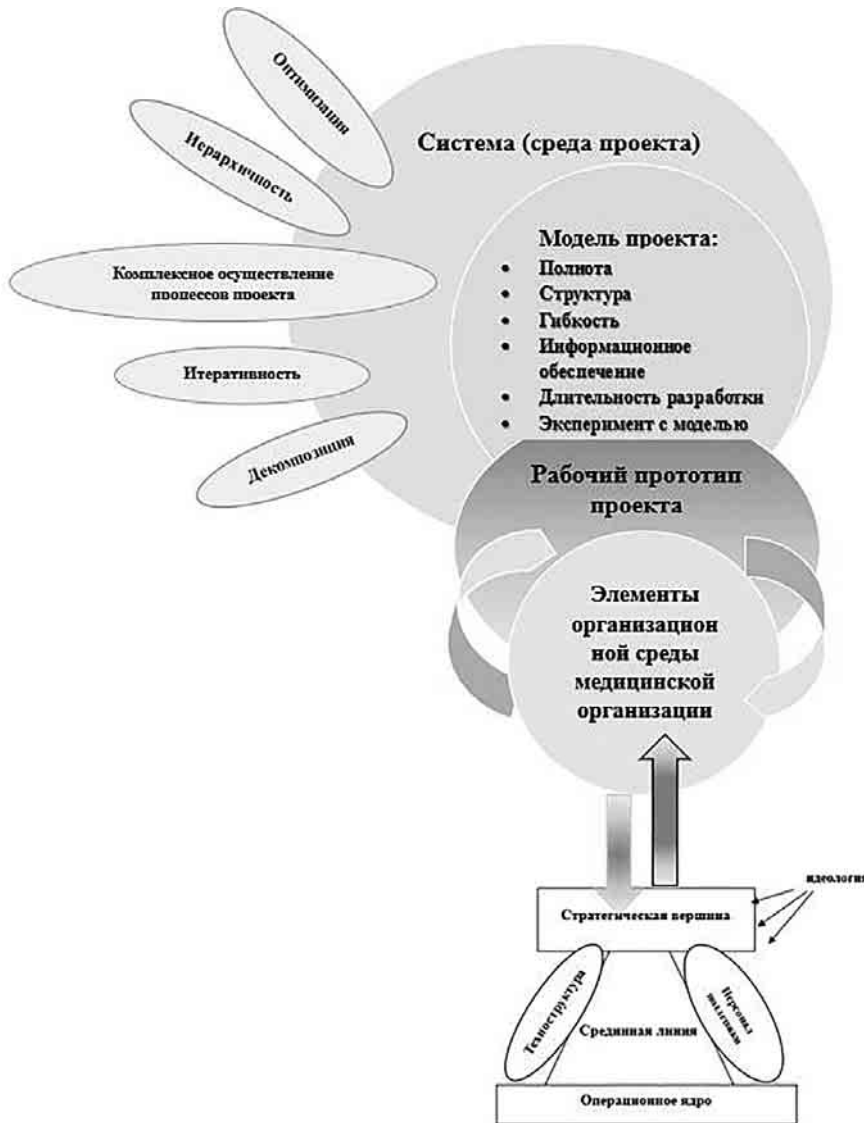 Оптимизация
Иерархичность
Комплексное осуществление
процессов проекта
Итеративность
Декомпозиция
Система (среда проекта)
Модель проекта:
• Полнота
• Структура
• Гибкость
• Информационное
обеспечение
• Длительность разработки
• Эксперимент с моделью
Рабочий прототип
проекта
Элементы
организацион
ной среды
медицинской
организации
идеология
Стратегическая вершина
Техноструктура
Срединная линия
Персонал
Операционное ядро